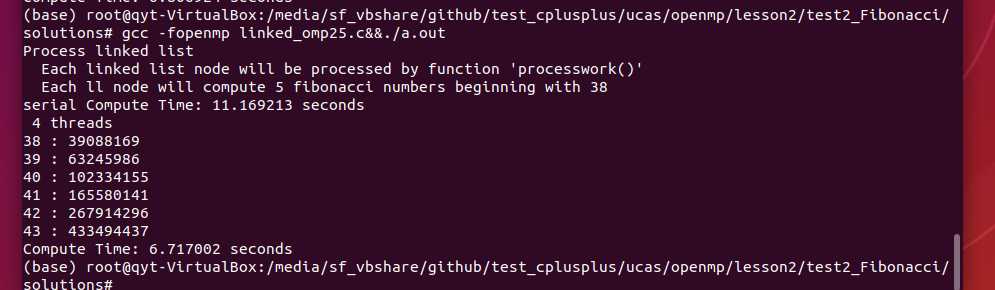 (base) root@qyt-VirtualBox:/media/sf_vbshare/github/test_cplusplus/ucas/openmp/lesson2/test2_Fibonacci/
solutions# gcc -fopenmp linked_omp25.c&&./a.out
Process linked list
  Each linked list node will be processed by function 'processwork()'
  Each ll node will compute 5 fibonacci numbers beginning with 38
serial Compute Time: 11.169213 seconds
 4 threads
38 : 39088169
39 : 63245986
40 : 102334155
41 : 165580141
42 : 267914296
43 : 433494437
Compute Time: 6.717002 seconds
(base) root@qyt-VirtualBox:/media/sf_vbshare/github/test_cplusplus/ucas/openmp/lesson2/test2_Fibonacci/
solutions#